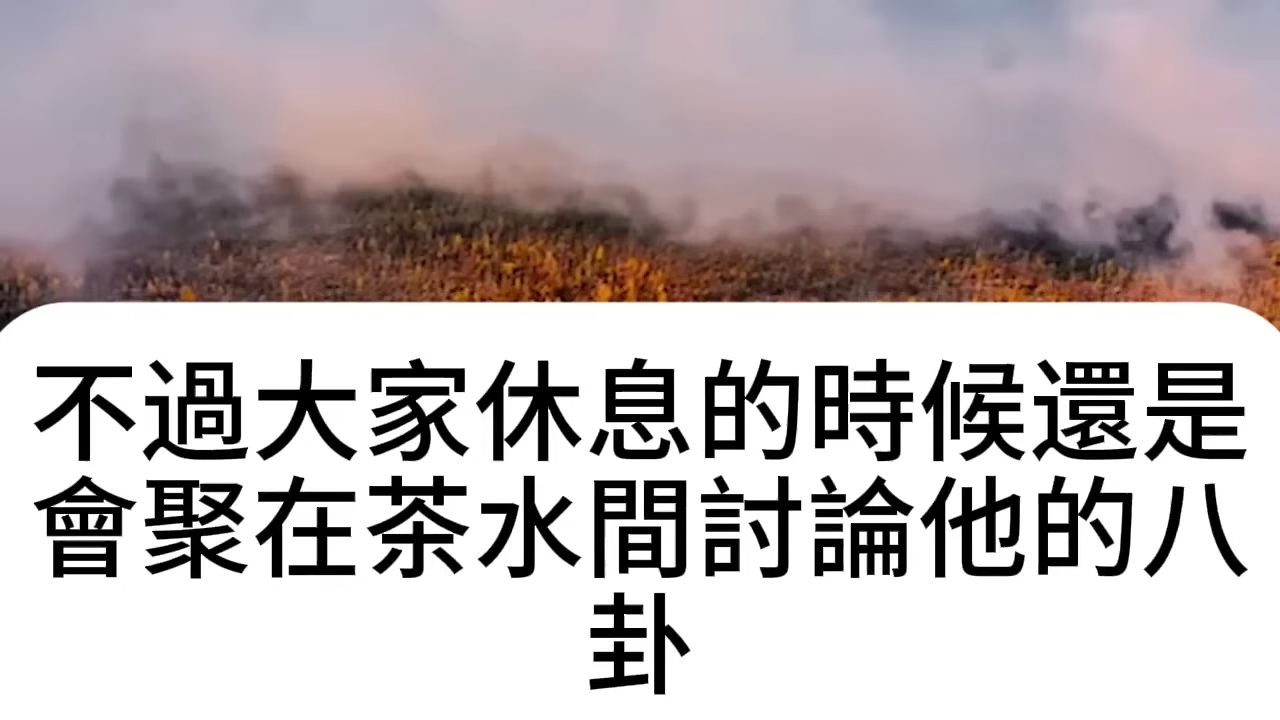 不過大家休息的時候還是
會聚在茶水間討論他的八
卦